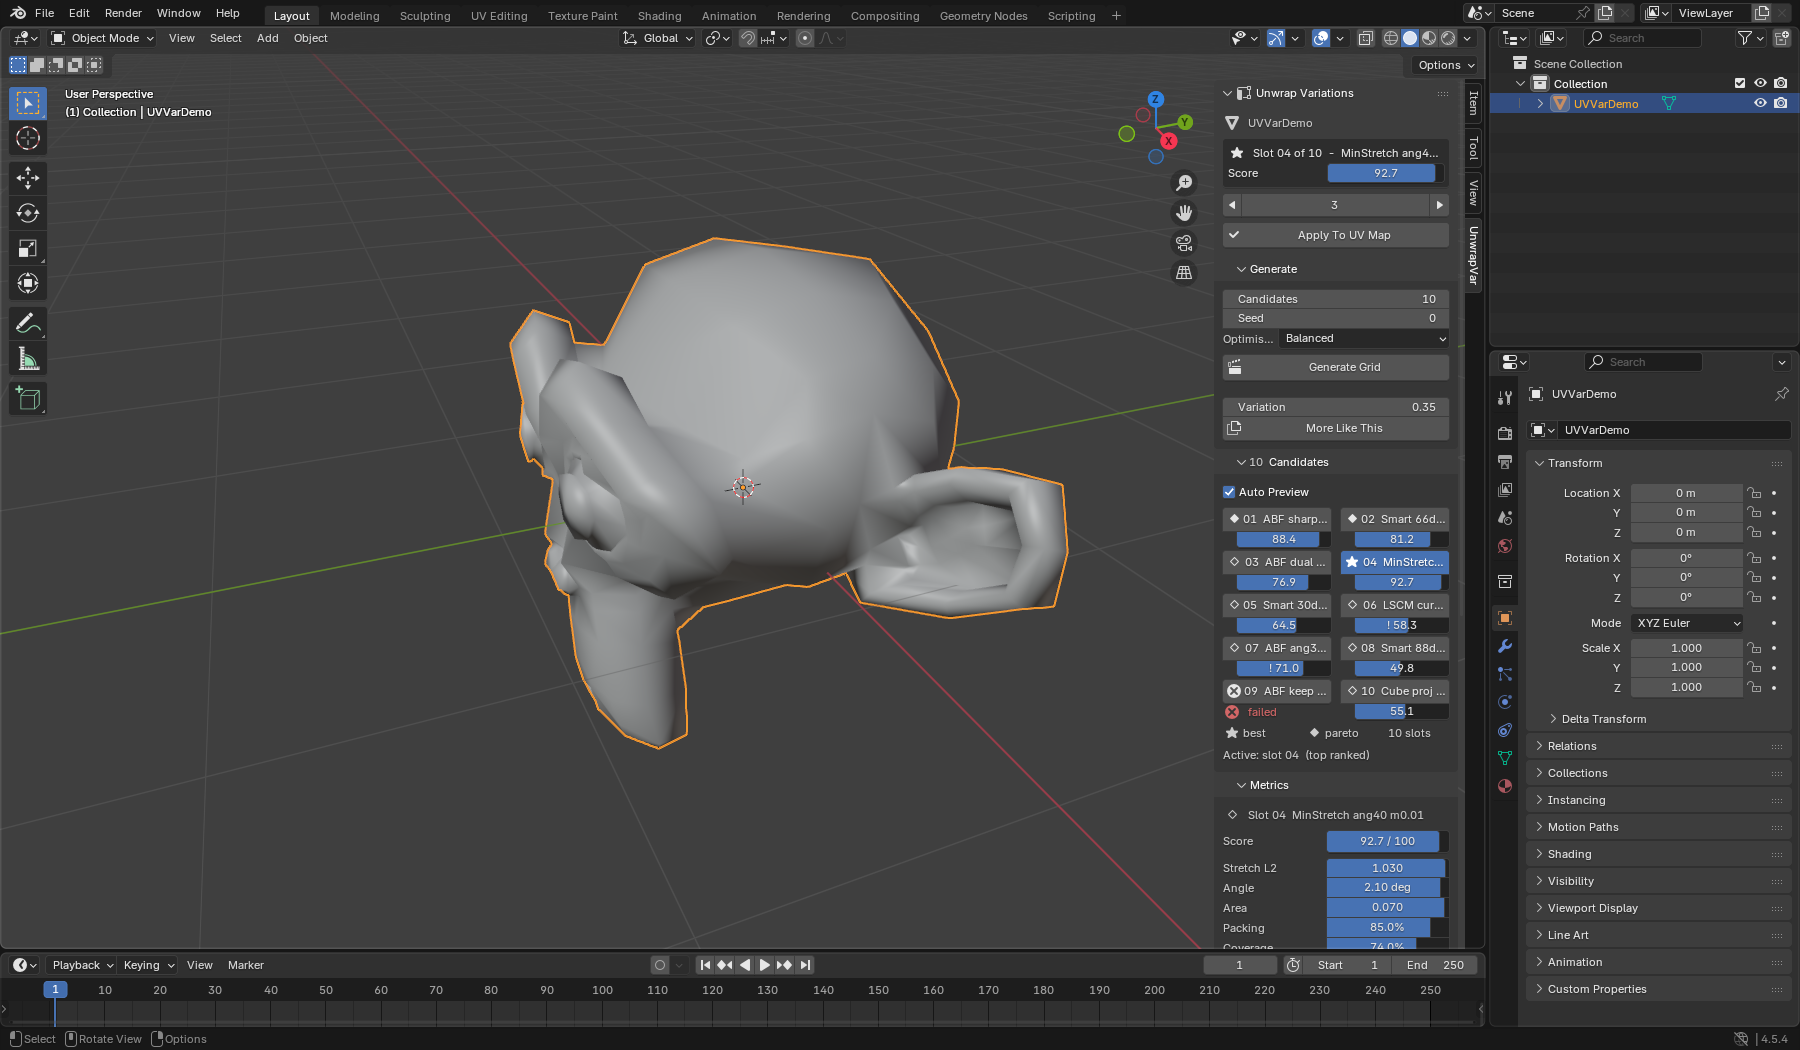 File Edit Render Window Help
Layout Modeling Sculpting UV Editing Texture Paint Shading Animation Rendering Compositing Geometry Nodes Scripting +
Scene
ViewLayer
Object Mode View Select Add Object
Global
Options
User Perspective
(1) Collection | UVVarDemo
Z
Y
X
Unwrap Variations
UVVarDemo
Slot 04 of 10 - MinStretch ang4...
Score 92.7
3
Apply To UV Map
Generate
Candidates 10
Seed 0
Optimis... Balanced
Generate Grid
Variation 0.35
More Like This
10 Candidates
Auto Preview
01 ABF sharp... 02 Smart 66d...
88.4 81.2
03 ABF dual ... 04 MinStretc...
76.9 92.7
05 Smart 30d... 06 LSCM cur...
64.5 ! 58.3
07 ABF ang3... 08 Smart 88d...
! 71.0 49.8
09 ABF keep ... 10 Cube proj ...
failed 55.1
best pareto 10 slots
Active: slot 04 (top ranked)
Metrics
Slot 04 MinStretch ang40 m0.01
Score 92.7 / 100
Stretch L2 1.030
Angle 2.10 deg
Area 0.070
Packing 85.0%
Coverage 74.0%
Item
Tool
View
UnwrapVar
Search
Scene Collection
Collection
UVVarDemo
Search
UVVarDemo
UVVarDemo
Transform
Location X 0 m
Y 0 m
Z 0 m
Rotation X 0°
Y 0°
Z 0°
Mode XYZ Euler
Scale X 1.000
Y 1.000
Z 1.000
Delta Transform
Relations
Collections
Instancing
Motion Paths
Shading
Visibility
Viewport Display
Line Art
Animation
Custom Properties
Playback Keying View Marker
1 Start 1 End 250
1 10 20 30 40 50 60 70 80 90 100 110 120 130 140 150 160 170 180 190 200 210 220 230 240 250
Select Rotate View Options
4.5.4